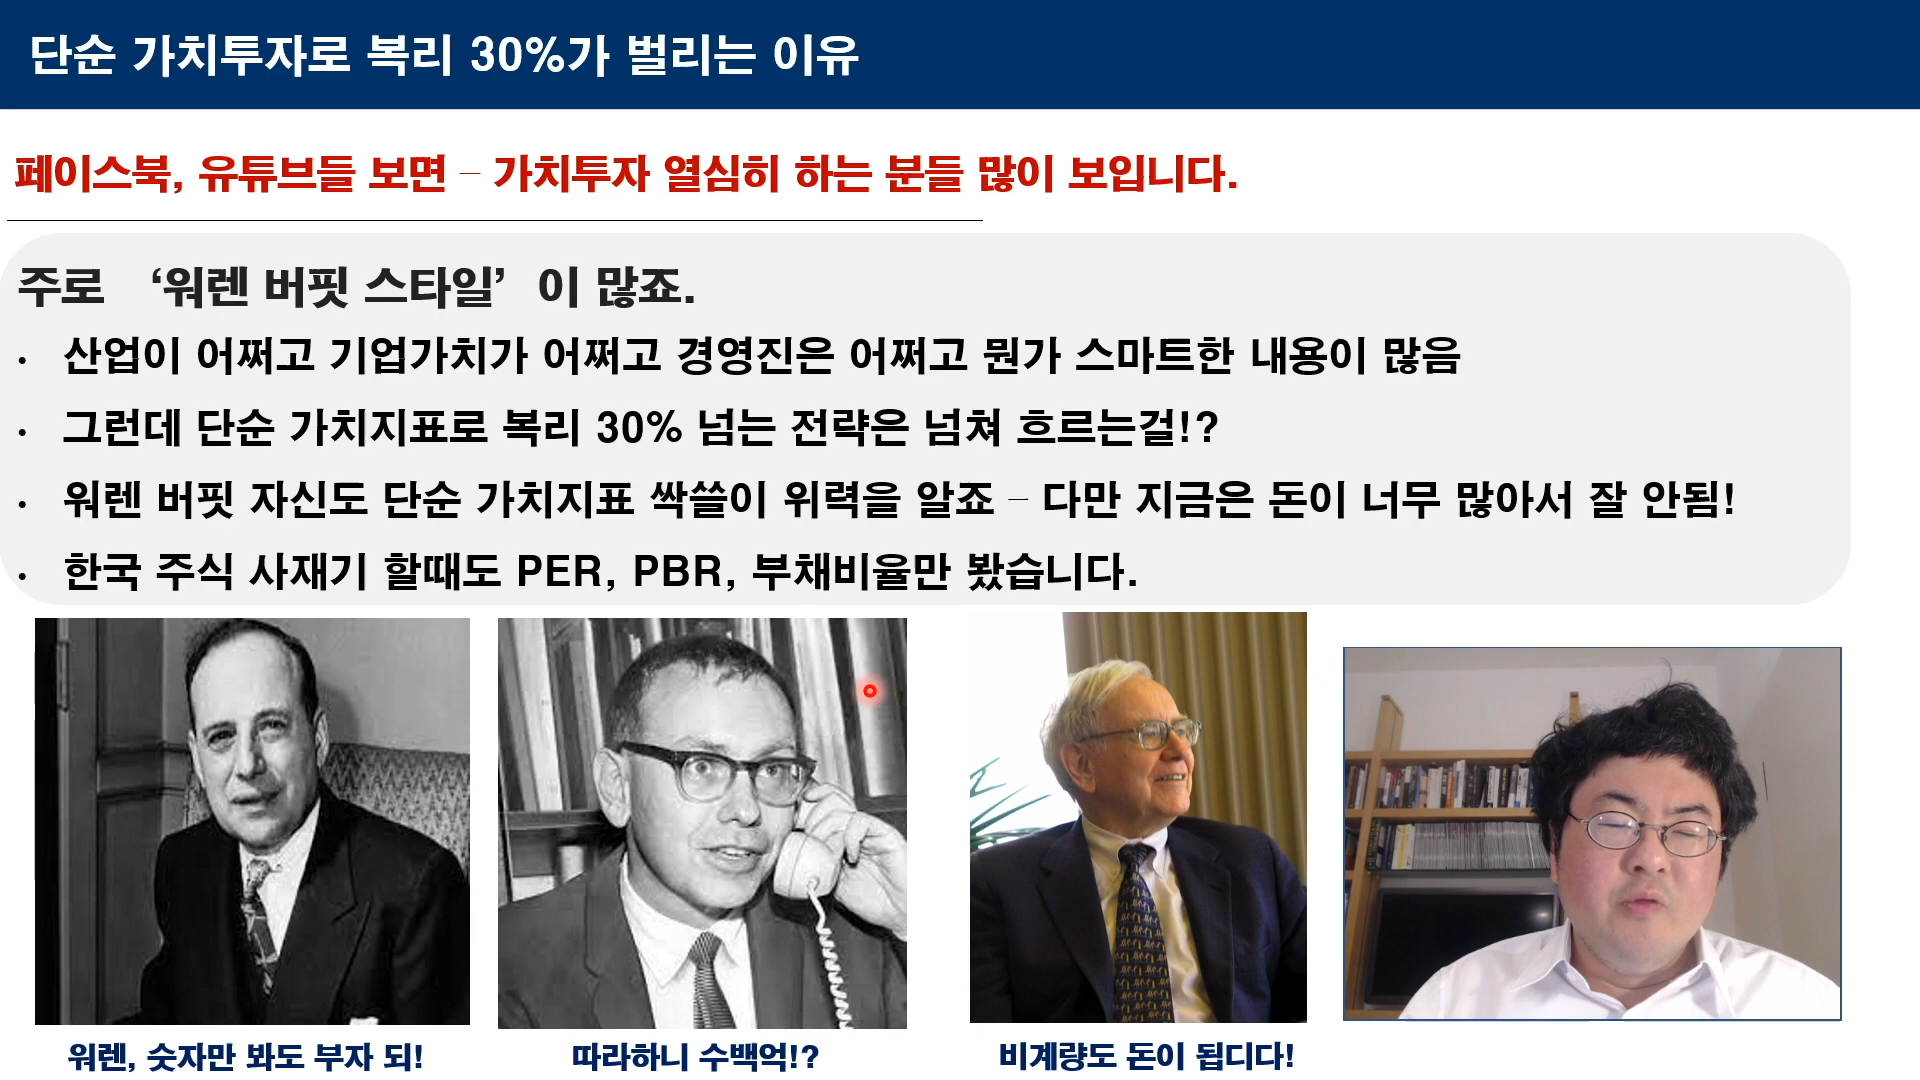 단순 가치투자로 복리 30%가 벌리는 이유
페이스북, 유튜브들 보면 – 가치투자 열심히 하는 분들 많이 보입니다.
주로 ‘워렌 버핏 스타일’ 이 많죠.
• 산업이 어쩌고 기업가치가 어쩌고 경영진은 어쩌고 뭔가 스마트한 내용이 많음
• 그런데 단순 가치지표로 복리 30% 넘는 전략은 넘쳐 흐르는걸!?
• 워렌 버핏 자신도 단순 가치지표 싹쓸이 위력을 알죠 – 다만 지금은 돈이 너무 많아서 잘 안됨!
• 한국 주식 사재기 할때도 PER, PBR, 부채비율만 봤습니다.
워렌, 숫자만 봐도 부자 되!
따라하니 수백억!?
비계량도 돈이 됩디다!